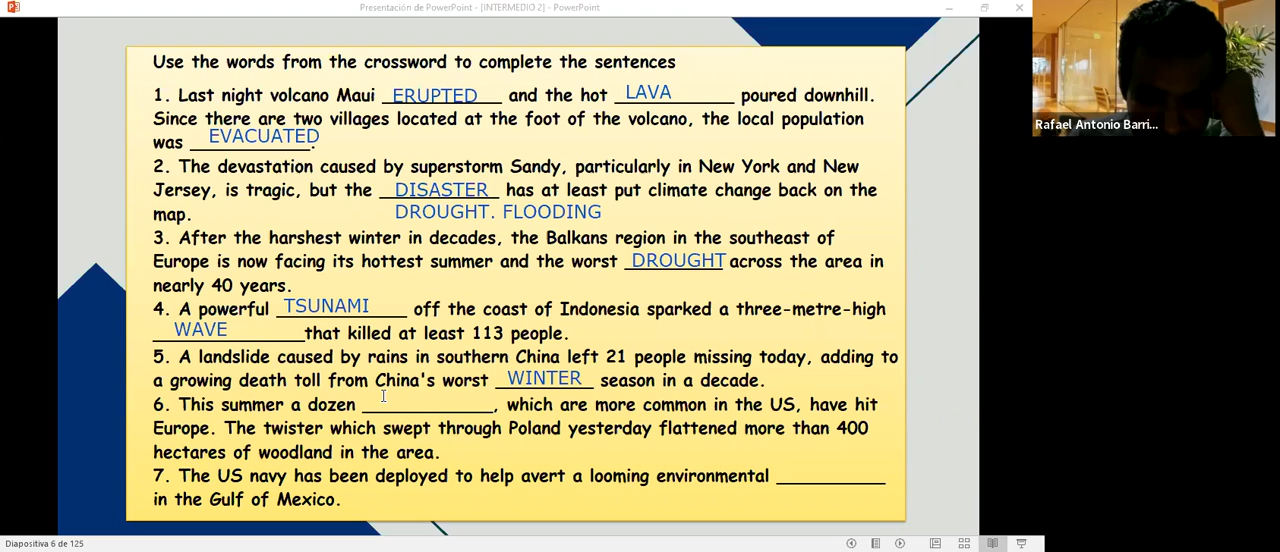 Presentación de PowerPoint - [INTERMEDIO 2] - PowerPoint
Rafael Antonio Barri...
Use the words from the crossword to complete the sentences
1. Last night volcano Maui ERUPTED and the hot LAVA poured downhill.
Since there are two villages located at the foot of the volcano, the local population
was EVACUATED.
2. The devastation caused by superstorm Sandy, particularly in New York and New
Jersey, is tragic, but the DISASTER has at least put climate change back on the
map. DROUGHT. FLOODING
3. After the harshest winter in decades, the Balkans region in the southeast of
Europe is now facing its hottest summer and the worst DROUGHT across the area in
nearly 40 years.
4. A powerful TSUNAMI off the coast of Indonesia sparked a three-metre-high
WAVE that killed at least 113 people.
5. A landslide caused by rains in southern China left 21 people missing today, adding to
a growing death toll from China's worst WINTER season in a decade.
6. This summer a dozen ____________, which are more common in the US, have hit
Europe. The twister which swept through Poland yesterday flattened more than 400
hectares of woodland in the area.
7. The US navy has been deployed to help avert a looming environmental __________
in the Gulf of Mexico.
Diapositiva 6 de 125